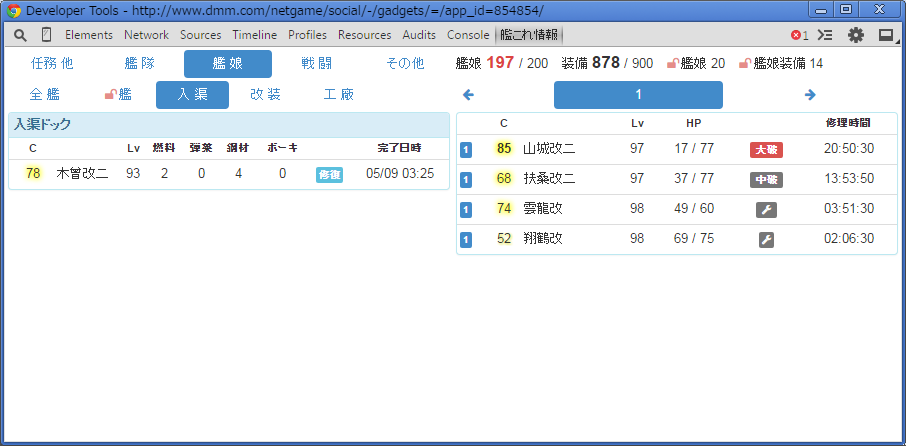 Developer Tools - http://www.dmm.com/netgame/social/-/gadgets/=/app_id=854854/
Elements Network Sources Timeline Profiles Resources Audits Console 艦これ情報 1
任務 他 艦 隊 艦 娘 戦 闘 その他 艦娘 197 / 200 装備 878 / 900 艦娘 20 艦娘装備 14
全 艦 艦 入 渠 改 装 工 廠 1
入渠ドック
C Lv 燃料 弾薬 鋼材 ボーキ 完了日時
78 木曾改二 93 2 0 4 0 修復 05/09 03:25
C Lv HP 修理時間
1 85 山城改二 97 17 / 77 大破 20:50:30
1 68 扶桑改二 97 37 / 77 中破 13:53:50
1 74 雲龍改 98 49 / 60 03:51:30
1 52 翔鶴改 98 69 / 75 02:06:30